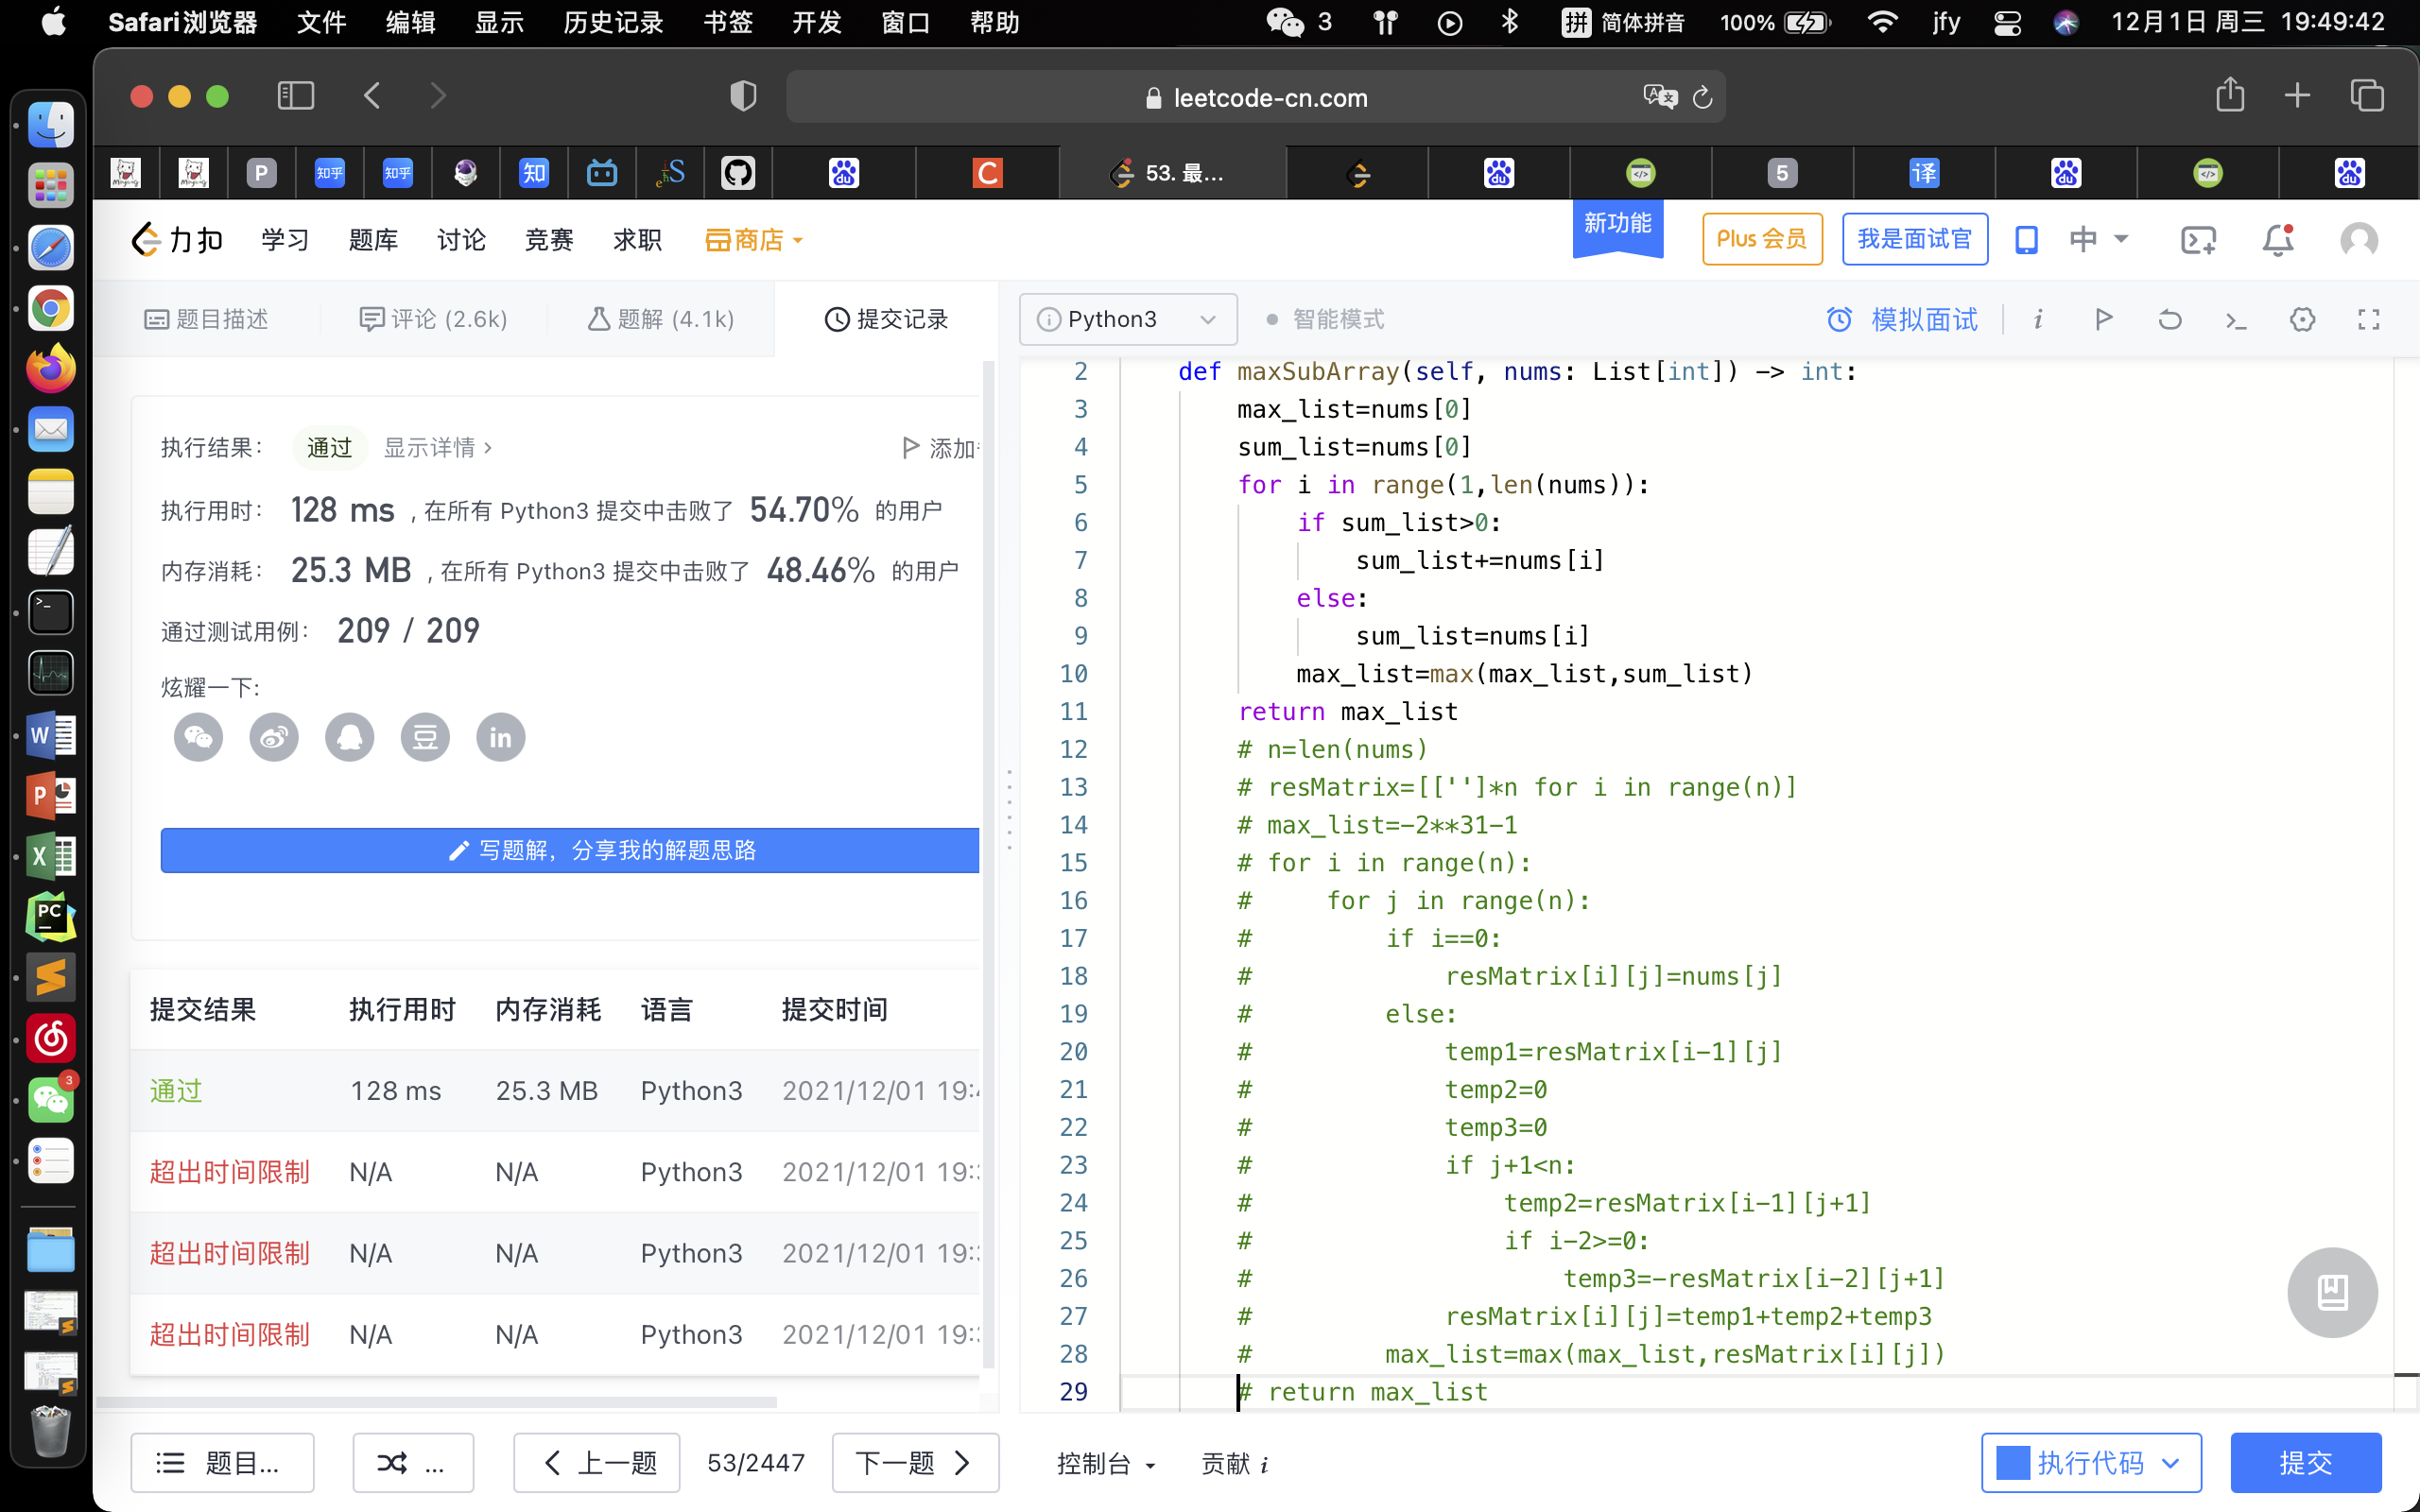 Safari浏览器 文件 编辑 显示 历史记录 书签 开发 窗口 帮助 3 拼 简体拼音 100% jfy 12月1日 周三 19:49:42
leetcode-cn.com
P 知乎 知乎 知 du C 53. 最... du 5 译 du du
力扣 学习 题库 讨论 竞赛 求职 商店 新功能 Plus 会员 我是面试官 中
题目描述 评论 (2.6k) 题解 (4.1k) 提交记录
执行结果： 通过 显示详情 > 添加
执行用时： 128 ms , 在所有 Python3 提交中击败了 54.70% 的用户
内存消耗： 25.3 MB , 在所有 Python3 提交中击败了 48.46% 的用户
通过测试用例： 209 / 209
炫耀一下:
豆 in
写题解，分享我的解题思路
提交结果 执行用时 内存消耗 语言 提交时间
通过 128 ms 25.3 MB Python3 2021/12/01 19:
超出时间限制 N/A N/A Python3 2021/12/01 19:
超出时间限制 N/A N/A Python3 2021/12/01 19:
超出时间限制 N/A N/A Python3 2021/12/01 19:
题目... ... 上一题 53/2447 下一题
Python3 智能模式 模拟面试 i
2 def maxSubArray(self, nums: List[int]) -> int:
3 max_list=nums[0]
4 sum_list=nums[0]
5 for i in range(1,len(nums)):
6 if sum_list>0:
7 sum_list+=nums[i]
8 else:
9 sum_list=nums[i]
10 max_list=max(max_list,sum_list)
11 return max_list
12 # n=len(nums)
13 # resMatrix=[['']*n for i in range(n)]
14 # max_list=-2**31-1
15 # for i in range(n):
16 # for j in range(n):
17 # if i==0:
18 # resMatrix[i][j]=nums[j]
19 # else:
20 # temp1=resMatrix[i-1][j]
21 # temp2=0
22 # temp3=0
23 # if j+1<n:
24 # temp2=resMatrix[i-1][j+1]
25 # if i-2>=0:
26 # temp3=-resMatrix[i-2][j+1]
27 # resMatrix[i][j]=temp1+temp2+temp3
28 # max_list=max(max_list,resMatrix[i][j])
29 # return max_list
控制台 贡献 i 执行代码 提交
W
P
X
PC
3